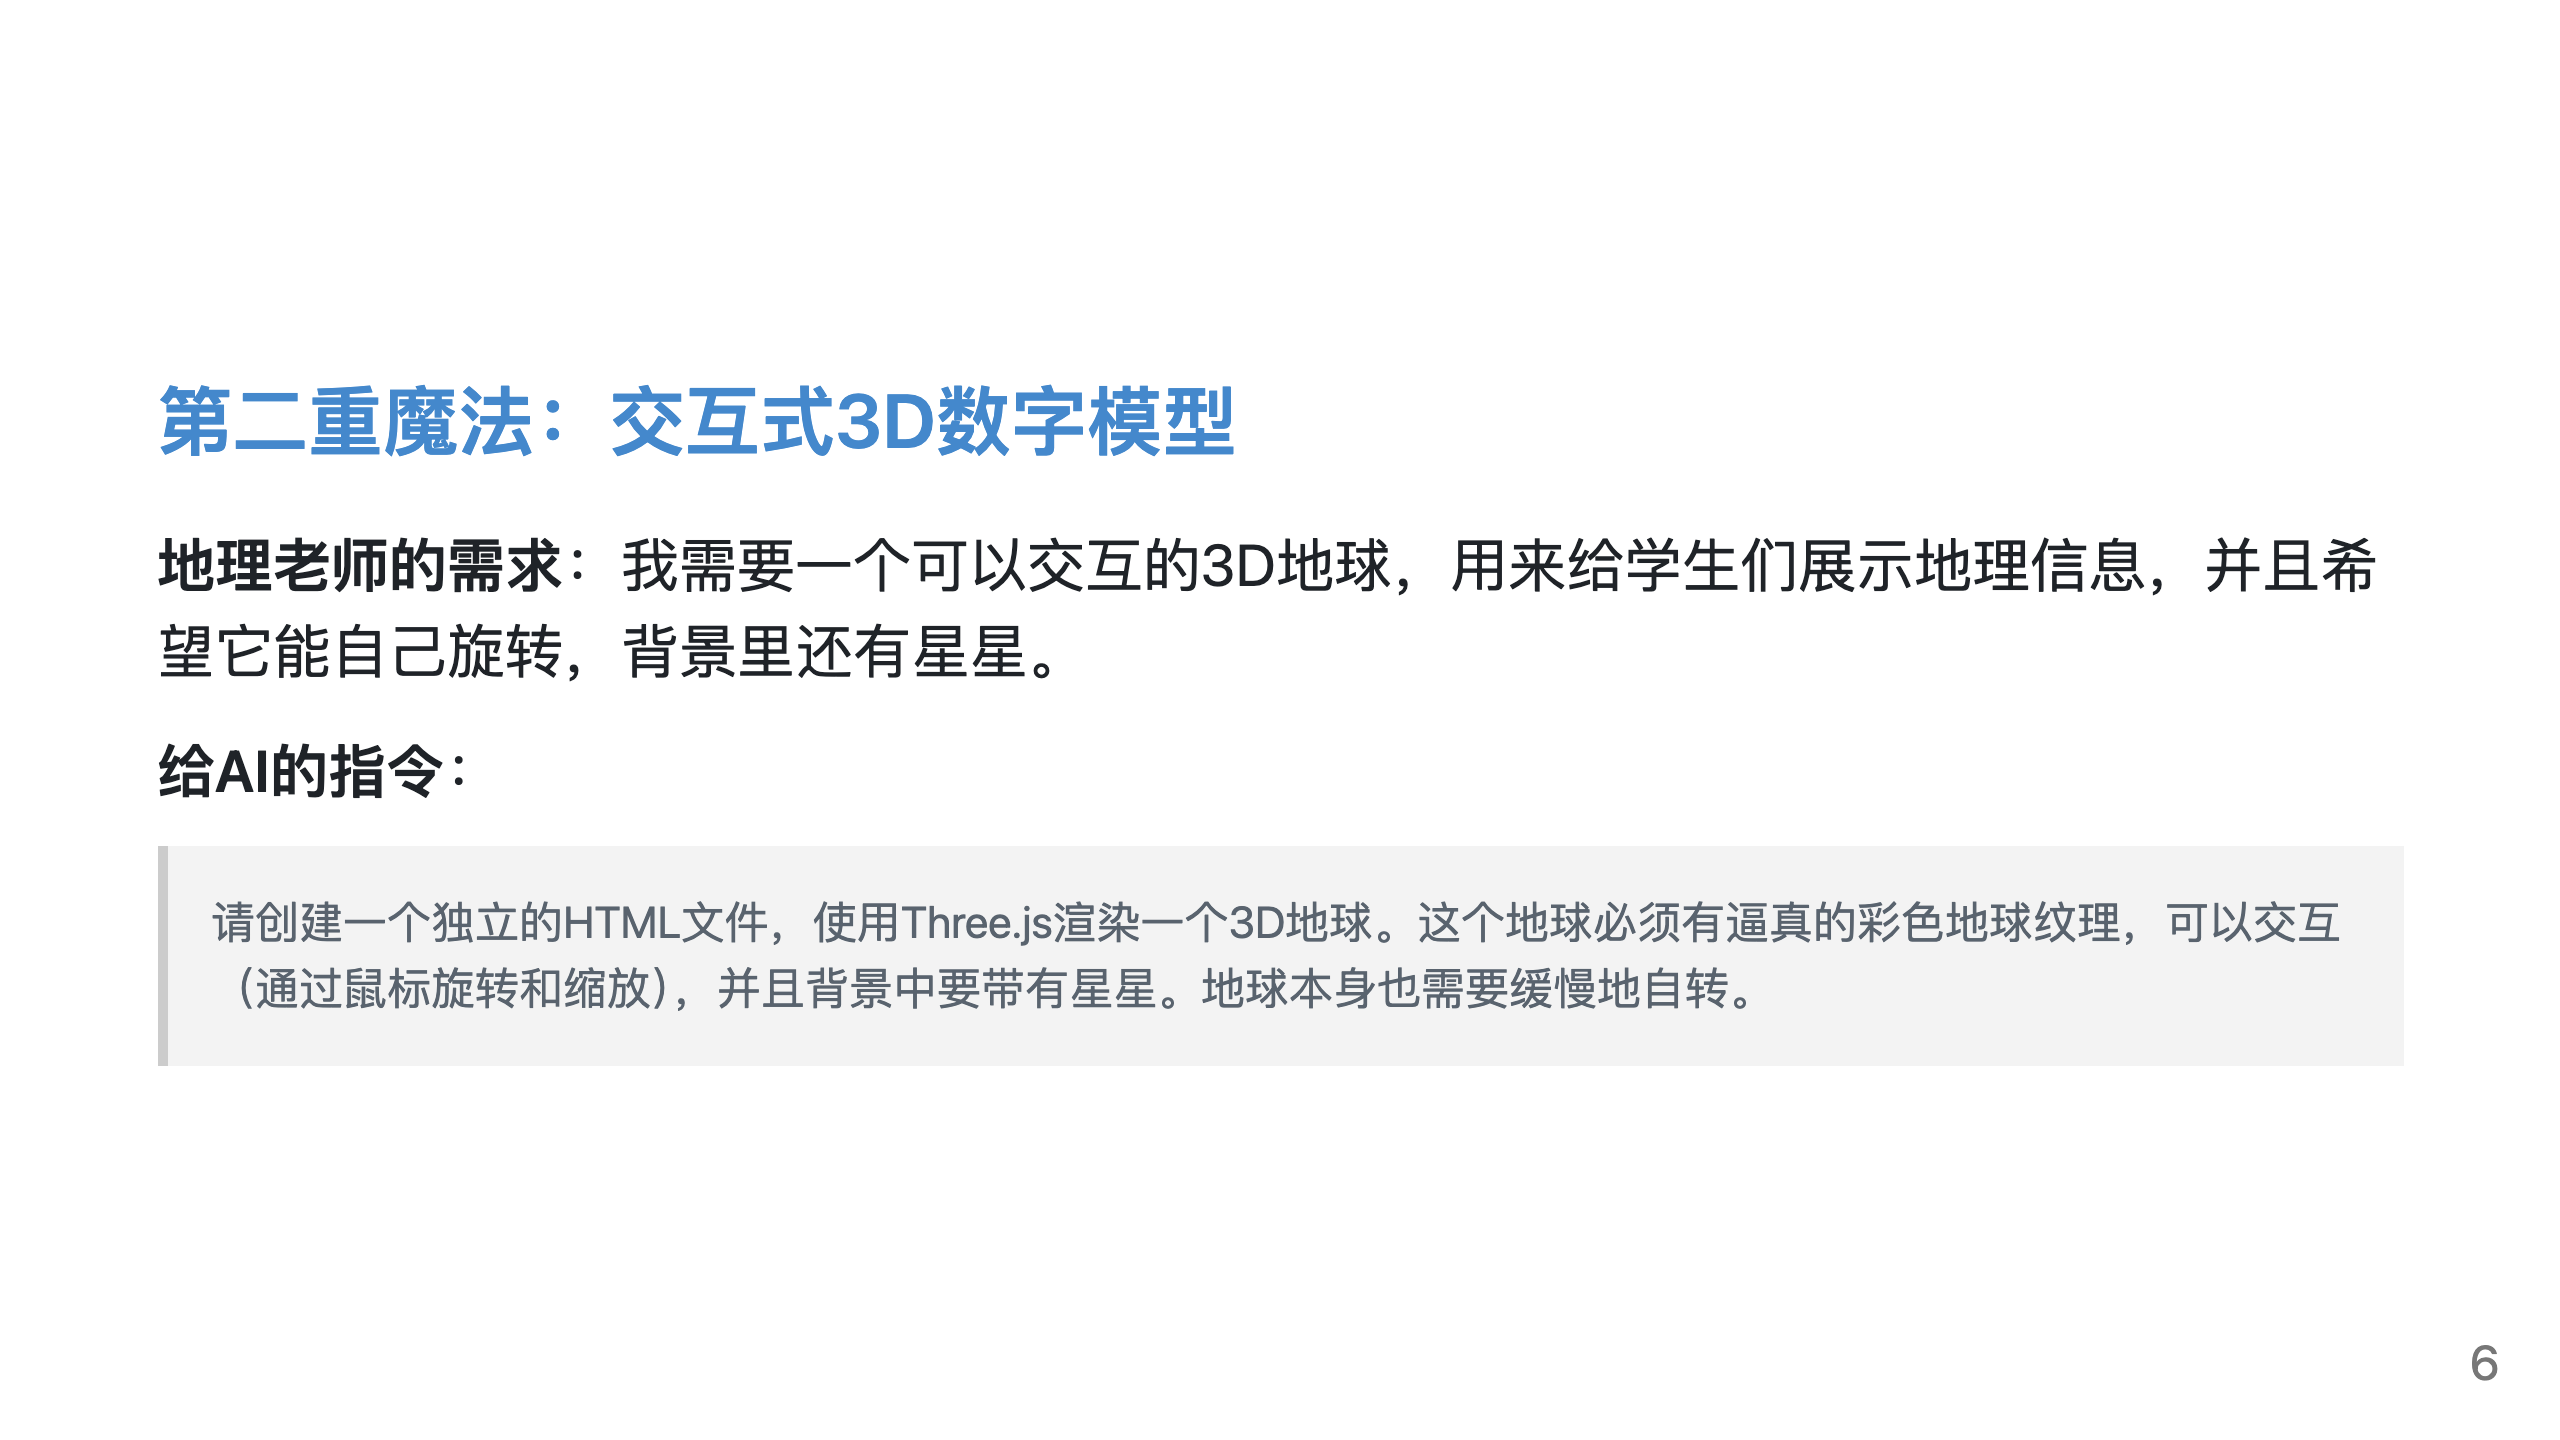 第二重魔法：交互式3D数字模型
地理老师的需求：我需要一个可以交互的3D地球，用来给学生们展示地理信息，并且希
望它能自己旋转，背景里还有星星。
给AI的指令：
请创建一个独立的HTML文件，使用Three.js渲染一个3D地球。这个地球必须有逼真的彩色地球纹理，可以交互
（通过鼠标旋转和缩放），并且背景中要带有星星。地球本身也需要缓慢地自转。
6